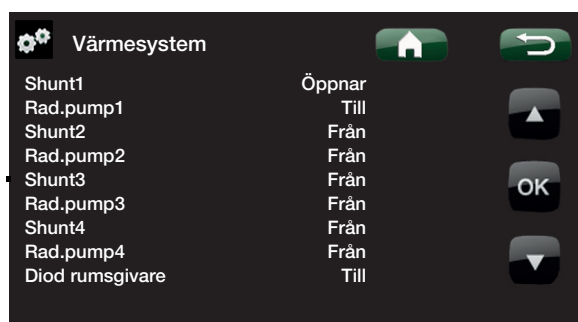 Värmesystem
Shunt1 Öppnar
Rad.pump1 Till
Shunt2 Från
Rad.pump2 Från
Shunt3 Från
Rad.pump3 Från
Shunt4 Från
Rad.pump4 Från
Diod rumsgivare Till
OK